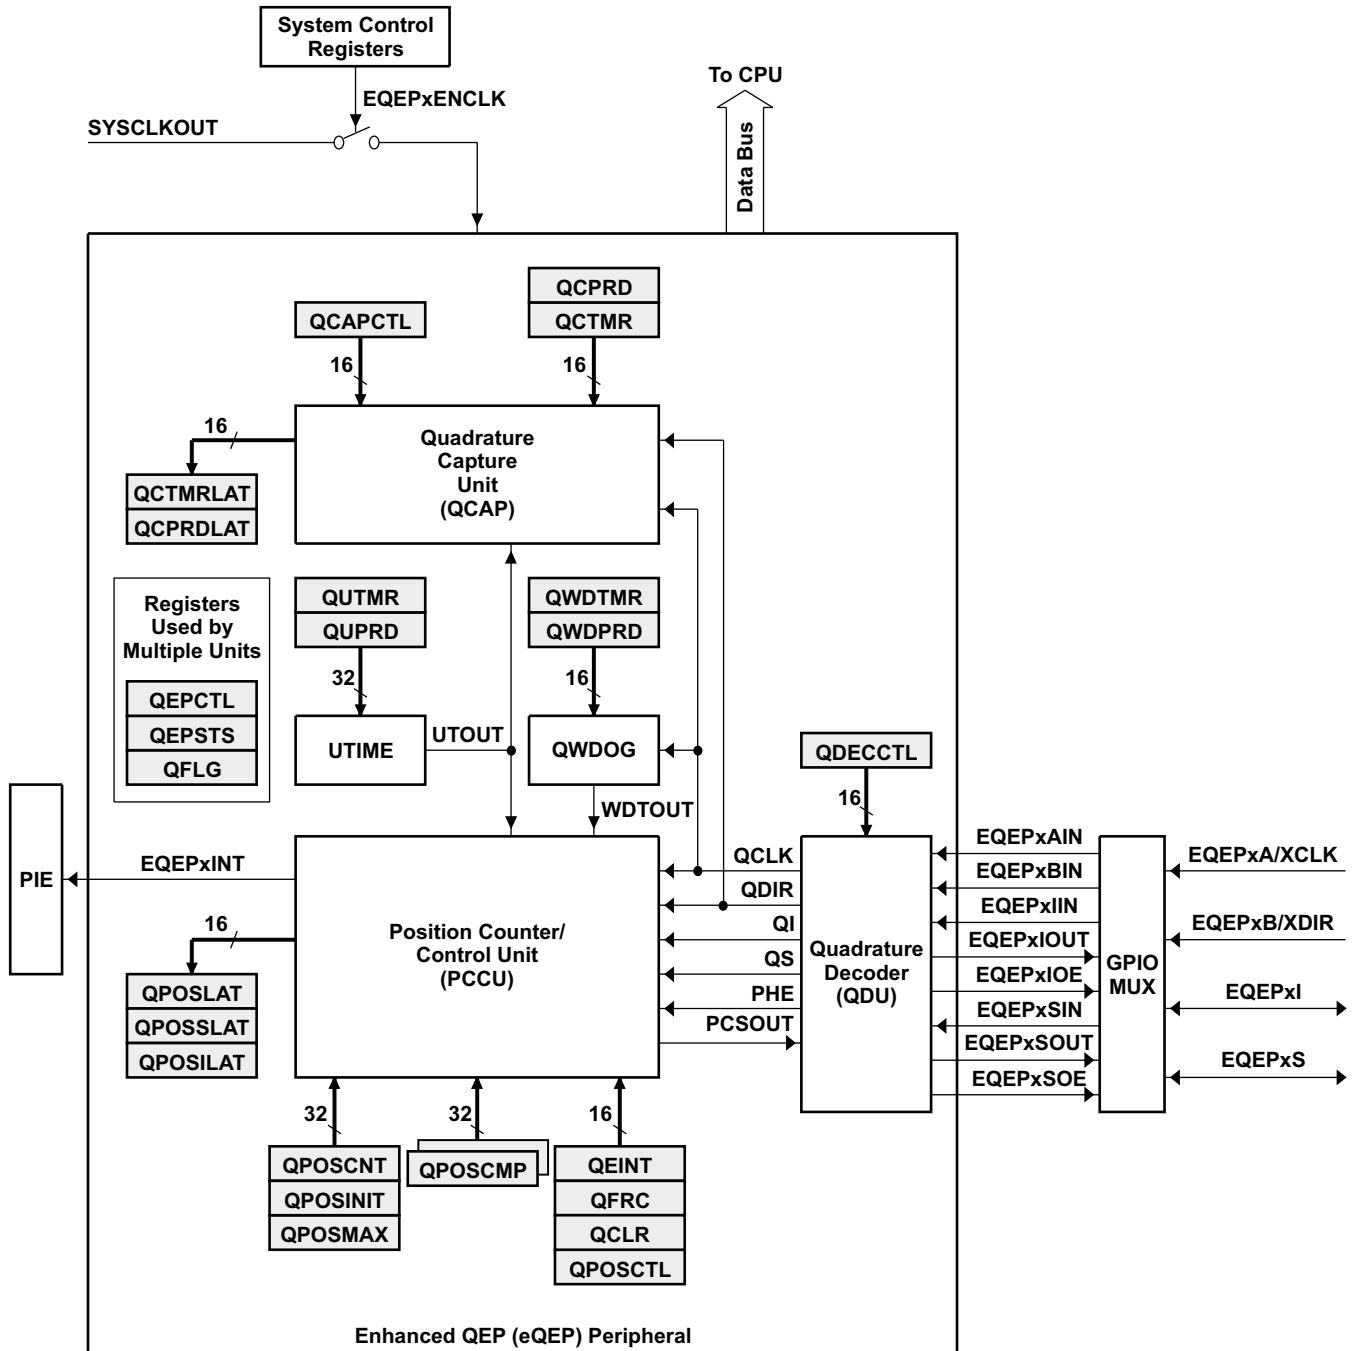 System Control
Registers
To CPU
EQEPxENCLK
SYSCLKOUT
Data Bus
QCPRD
QCAPCTL
QCTMR
16
16
16
Quadrature
Capture
Unit
(QCAP)
QCTMRLAT
QCPRDLAT
Registers
Used by
Multiple Units
QEPCTL
QEPSTS
QFLG
QUTMR
QUPRD
QWDTMR
QWDPRD
32
16
UTIME
UTOUT
QWDOG
QDECCTL
WDTOUT
16
PIE
EQEPxINT
16
Position Counter/
Control Unit
(PCCU)
QCLK
QDIR
QI
QS
PHE
PCSOUT
Quadrature
Decoder
(QDU)
EQEPxAIN
EQEPxBIN
EQEPxIIN
EQEPxIOUT
EQEPxIOE
EQEPxSIN
EQEPxSOUT
EQEPxSOE
GPIO
MUX
EQEPxA/XCLK
EQEPxB/XDIR
EQEPxI
EQEPxS
QPOSLAT
QPOSSLAT
QPOSILAT
32
32
16
QPOSCNT
QPOSINIT
QPOSMAX
QPOSCMP
QEINT
QFRC
QCLR
QPOSCTL
Enhanced QEP (eQEP) Peripheral